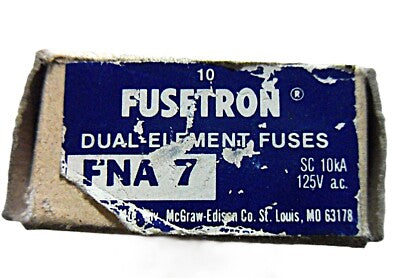 10
FUSETRON ®
DUAL-ELEMENT FUSES
FNA 7
SC 10kA
125V a.c.
McGraw-Edison Co. St. Louis, MO 63178